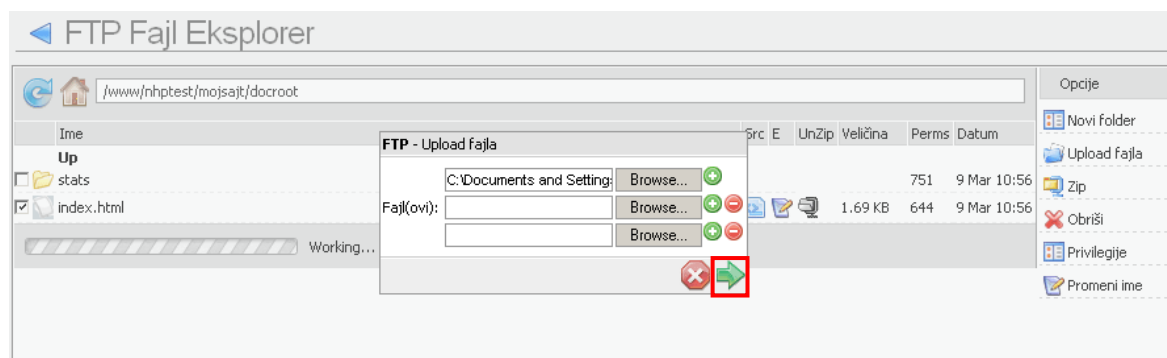 FTP Fajl Eksplorer
/www/nhptest/mojsajt/docroot
Opcije
Ime Src E UnZip Veličina Perms Datum
Up
stats 751 9 Mar 10:56
index.html 1.69 KB 644 9 Mar 10:56
Working...
FTP - Upload fajla
C:\Documents and Setting: Browse...
Fajl(ovi): Browse...
Browse...
Novi folder
Upload fajla
Zip
Obriši
Privilegije
Promeni ime